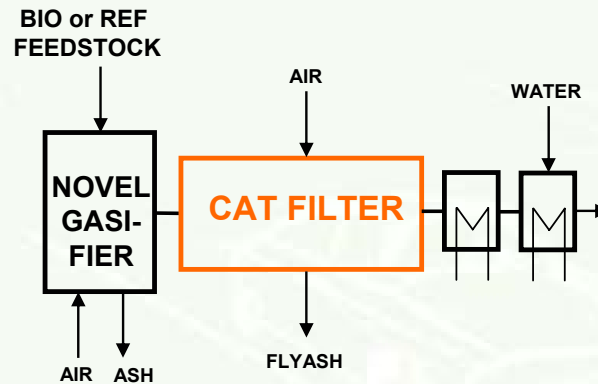 BIO or REF
FEEDSTOCK
AIR
WATER
NOVEL
GASI-
FIER
CAT FILTER
AIR
ASH
FLYASH